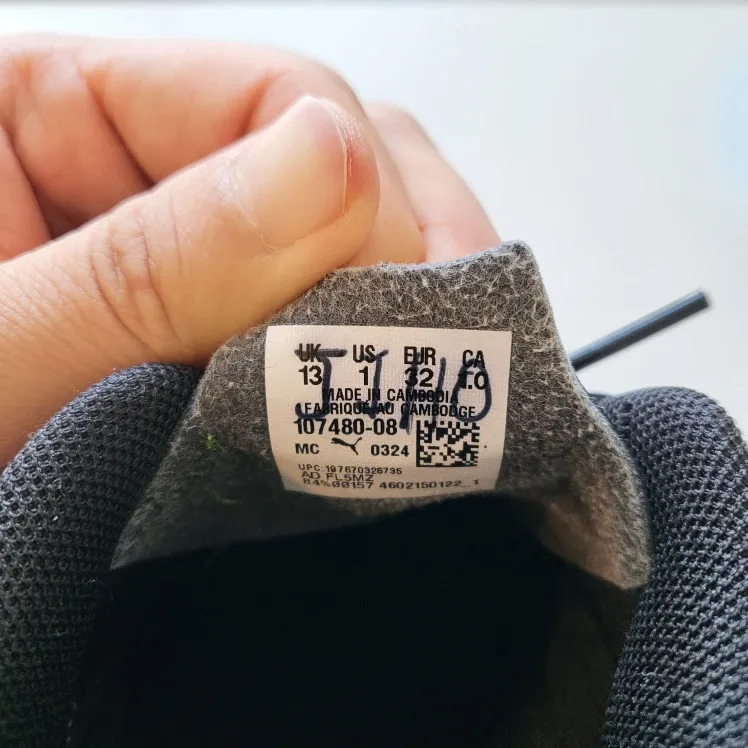 UK US EUR CA
13 1 32 1.0
MADE IN CAMBODIA
FABRIQUE AU CAMBODGE
107480-08
MC 0324
UPC:197670326735
AD FL5MZ
4602150122_1